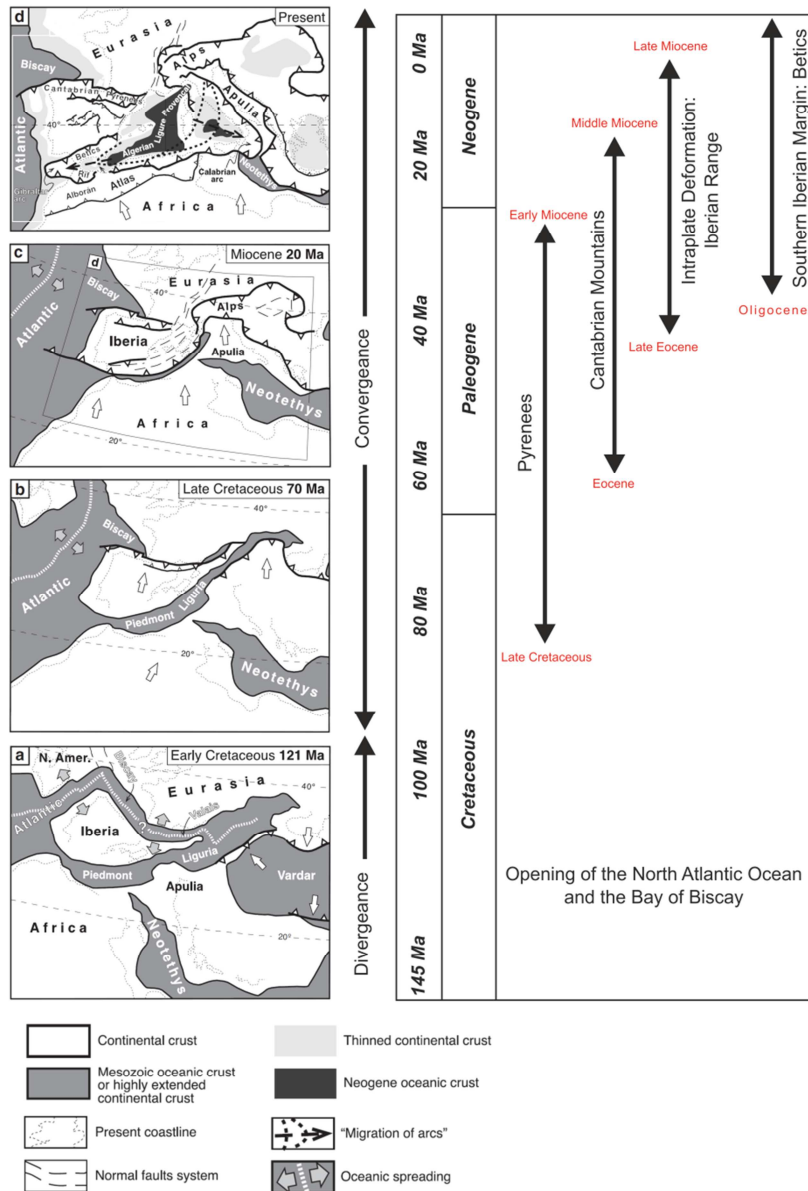 d
Present
Eurasia
Biscay
Alps
Cantabrian
Pyrenees
Apulia
Atlantic
40°
Algerian Ligure Provencal
Betics
Rif
Neotethys
Calabrian
arc
Gibraltar
arc
Alborán
Atlas
Africa
c
Miocene 20 Ma
d
Eurasia
40°
Biscay
Atlantic
Alps
Iberia
Apulia
Neotethys
Africa
20°
b
Late Cretaceous 70 Ma
40°
Biscay
Atlantic
Liguria
Piedmont
20°
Neotethys
a
Early Cretaceous 121 Ma
N. Amer.
Biscay
Eurasia
40°
Atlantic
Valais
Iberia
?
Liguria
Piedmont
Vardar
Apulia
Africa
20°
Neotethys
Convergeance
Divergeance
0 Ma
20 Ma
40 Ma
60 Ma
80 Ma
100 Ma
145 Ma
Neogene
Paleogene
Cretaceous
Early Miocene
Pyrenees
Late Cretaceous
Middle Miocene
Cantabrian Mountains
Eocene
Late Miocene
Intraplate Deformation:
Iberian Range
Late Eocene
Southern Iberian Margin: Betics
Oligocene
Opening of the North Atlantic Ocean
and the Bay of Biscay
Continental crust
Thinned continental crust
Mesozoic oceanic crust
or highly extended
continental crust
Neogene oceanic crust
Present coastline
“Migration of arcs”
Normal faults system
Oceanic spreading